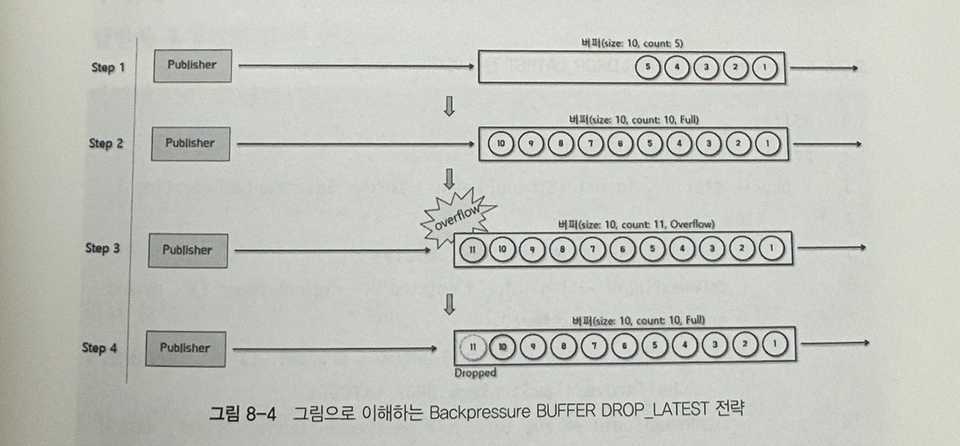 버퍼(size: 10, count: 5)
Step 1 Publisher 5 4 3 2 1
버퍼(size: 10, count: 10, Full)
Step 2 Publisher 10 9 8 7 6 5 4 3 2 1
overflow
버퍼(size: 10, count: 11, Overflow)
Step 3 Publisher 11 10 9 8 7 6 5 4 3 2 1
버퍼(size: 10, count: 10, Full)
Step 4 Publisher 11 10 9 8 7 6 5 4 3 2 1
Dropped
그림 8-4 그림으로 이해하는 Backpressure BUFFER DROP_LATEST 전략